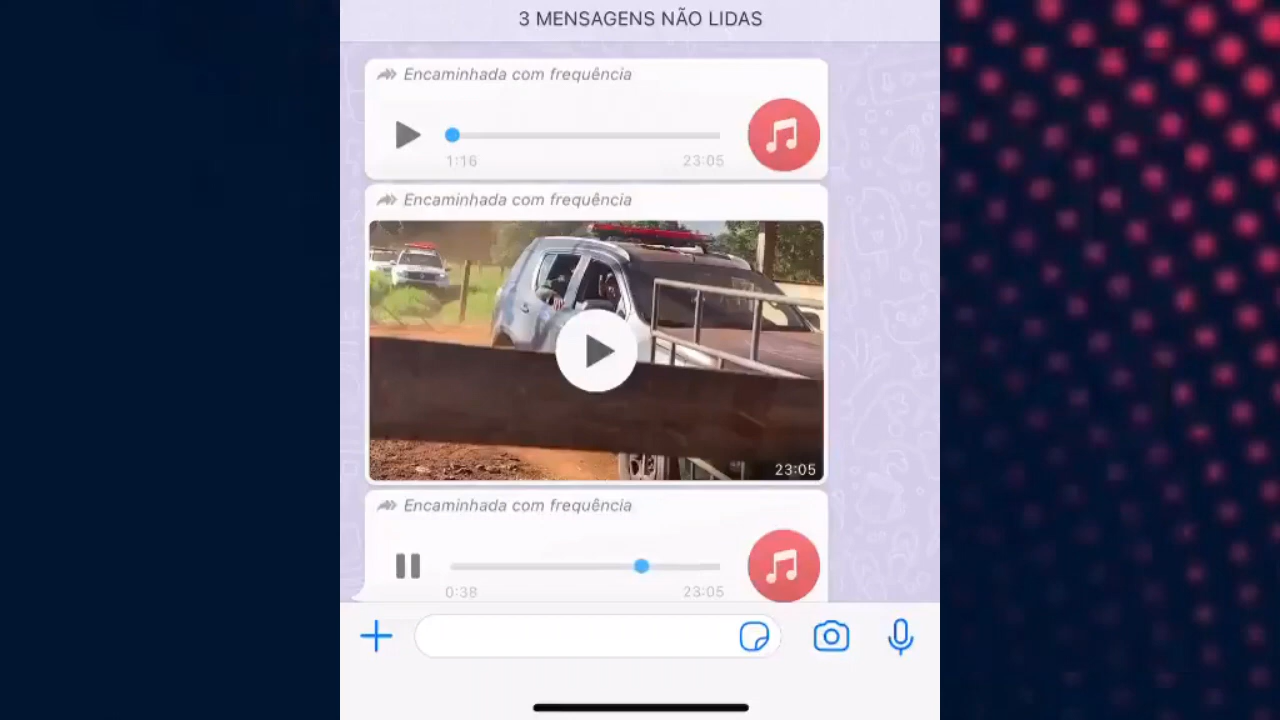 3 MENSAGENS NÃO LIDAS
Encaminhada com frequência
1:16 23:05
Encaminhada com frequência
23:05
Encaminhada com frequência
0:38 23:05